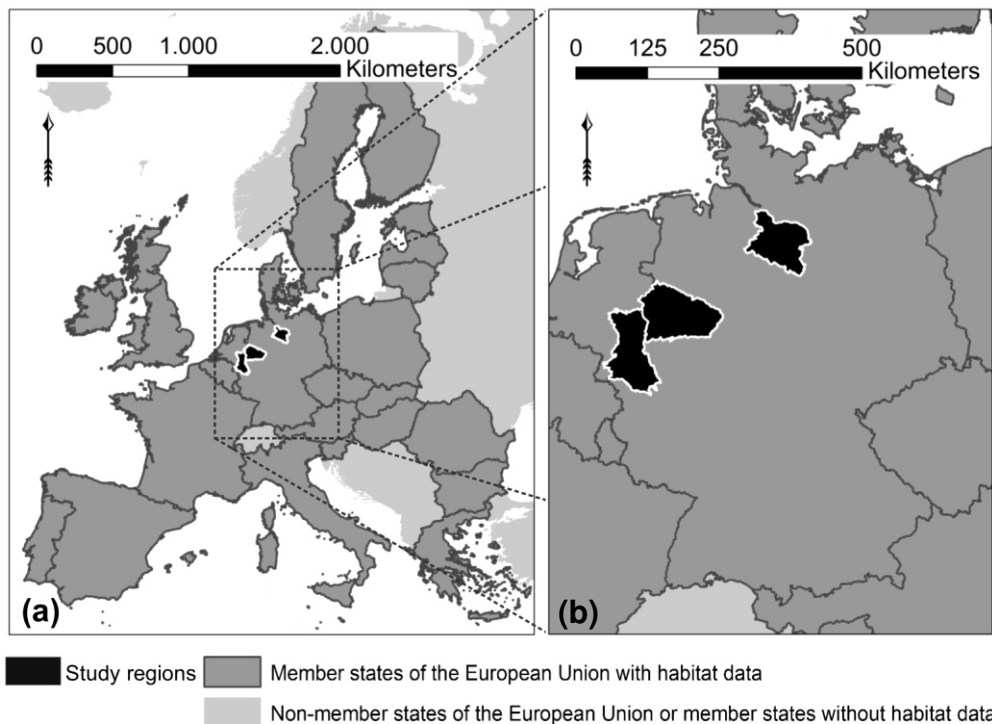 0 500 1.000 2.000
Kilometers
0 125 250 500
Kilometers
(a)
(b)
Study regions
Member states of the European Union with habitat data
Non-member states of the European Union or member states without habitat data